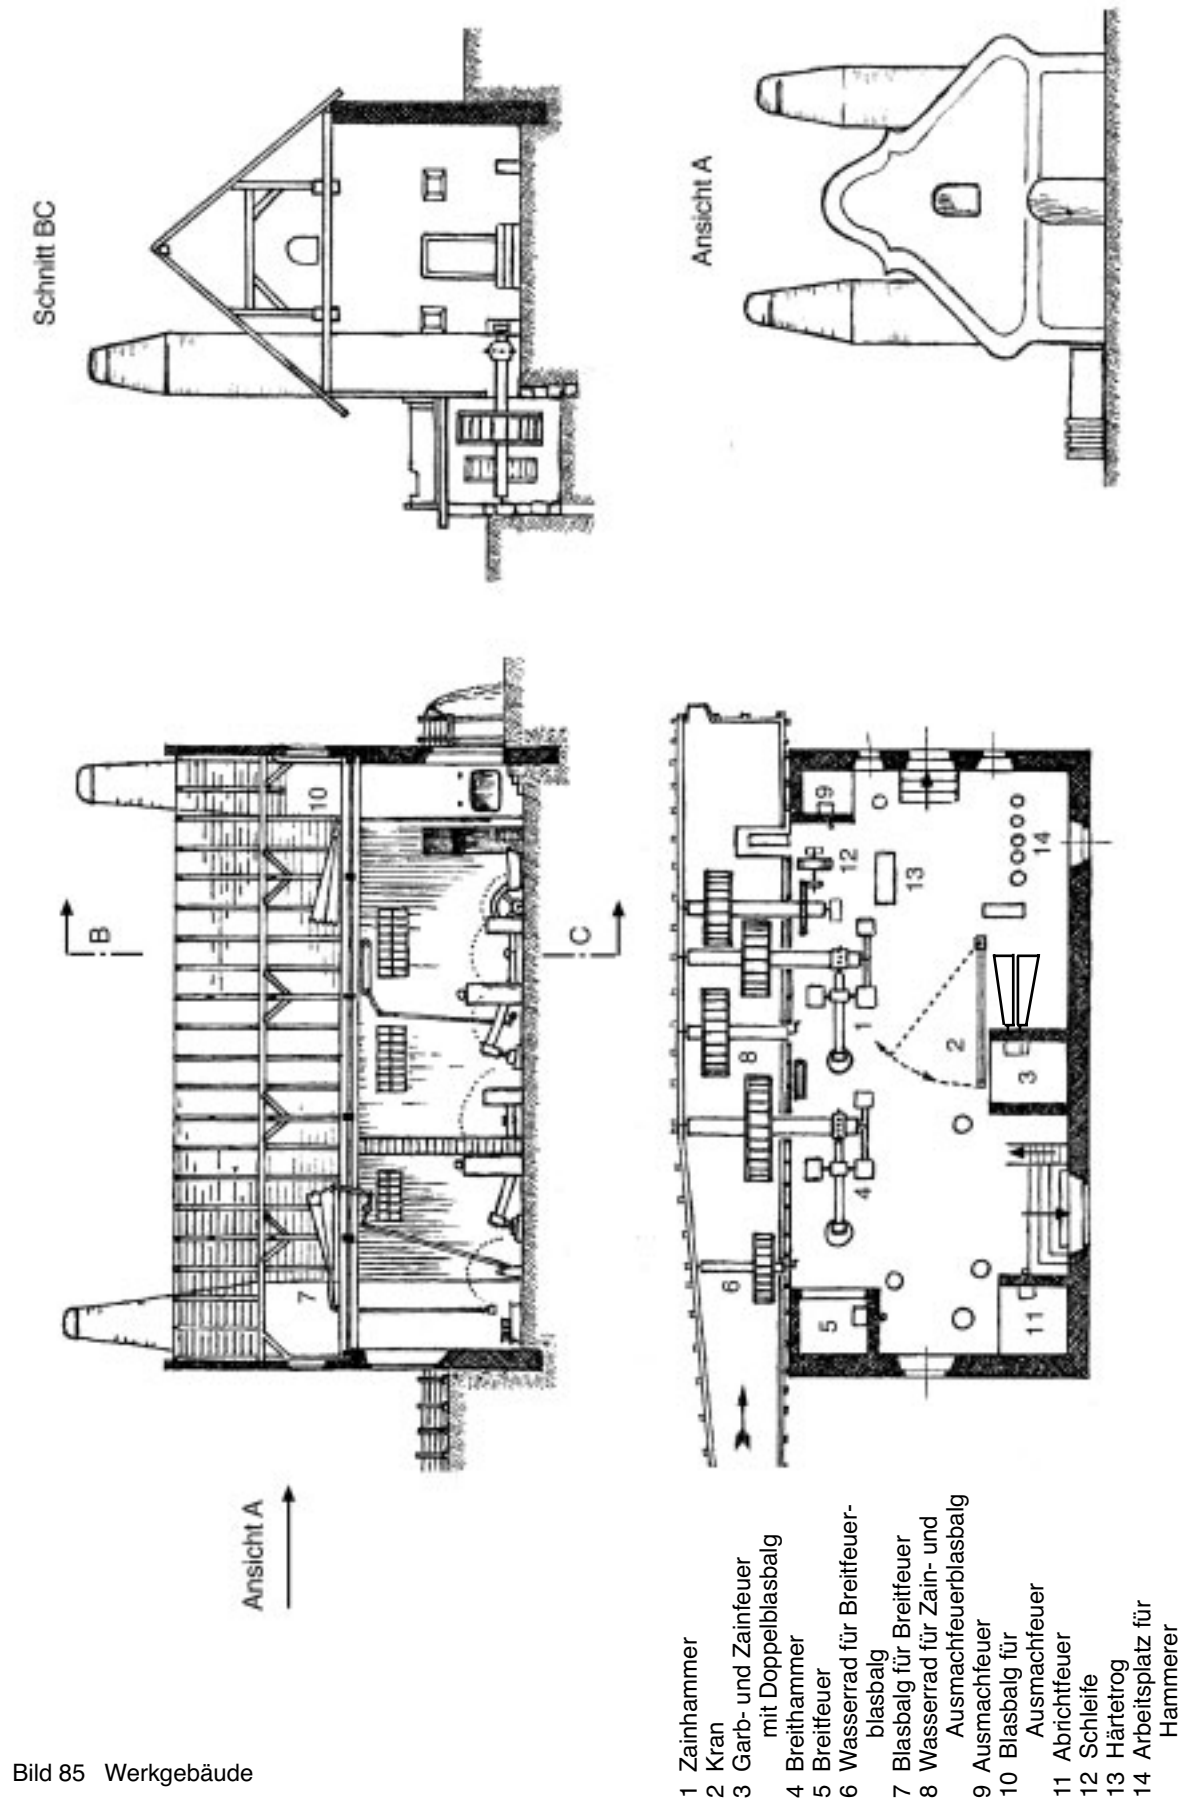 Schnitt BC
Ansicht A
B
C
10
7
Ansicht A
9
12
13
14
1
2
3
8
4
6
5
11
1 Zainhammer
2 Kran
3 Garb- und Zainfeuer
mit Doppelblasbalg
4 Breithammer
5 Breitfeuer
6 Wasserrad für Breitfeuer-
blasbalg
7 Blasbalg für Breitfeuer
8 Wasserrad für Zain- und
Ausmachfeuerblasbalg
9 Ausmachfeuer
10 Blasbalg für
Ausmachfeuer
11 Abrichtfeuer
12 Schleife
13 Härtetrog
14 Arbeitsplatz für
Hammerer
Bild 85 Werkgebäude